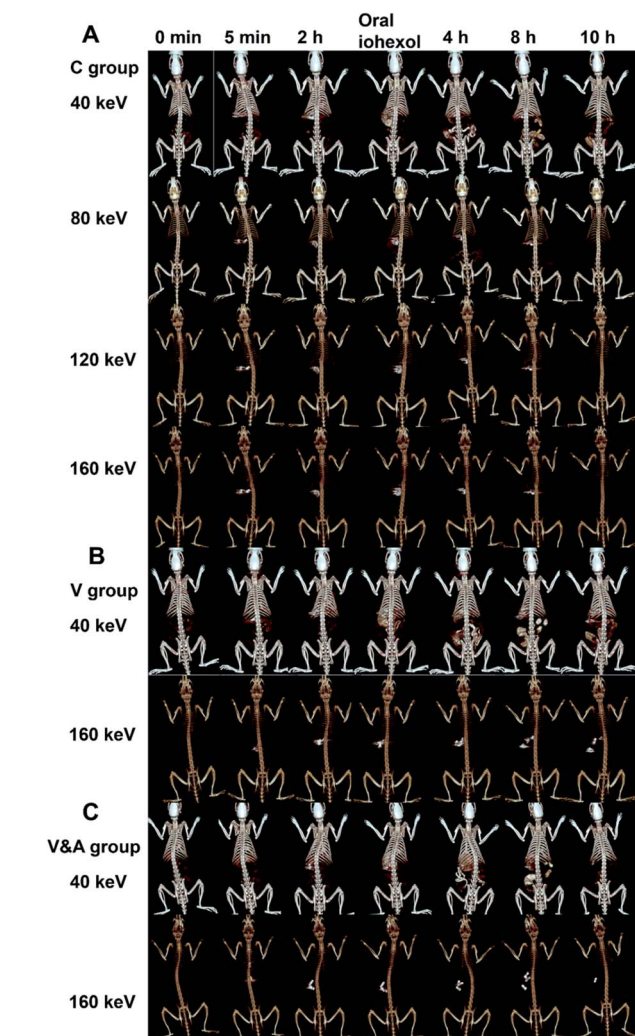 A
0 min 5 min 2 h Oral iohexol 4 h 8 h 10 h
C group
40 keV
80 keV
120 keV
160 keV
B
V group
40 keV
160 keV
C
V&A group
40 keV
160 keV